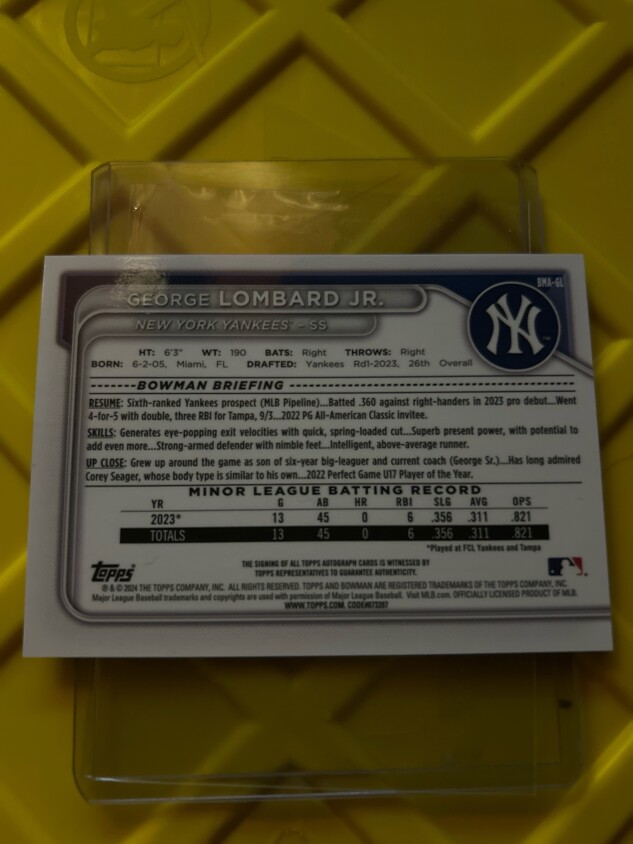 BMA-GL
GEORGE LOMBARD JR.
NEW YORK YANKEES™ – SS
NY
HT: 6'3" WT: 190 BATS: Right THROWS: Right
BORN: 6-2-05, Miami, FL DRAFTED: Yankees Rd1-2023, 26th Overall
BOWMAN BRIEFING
RESUME: Sixth-ranked Yankees prospect (MLB Pipeline)...Batted .360 against right-handers in 2023 pro debut...Went
4-for-5 with double, three RBI for Tampa, 9/3...2022 PG All-American Classic invitee.
SKILLS: Generates eye-popping exit velocities with quick, spring-loaded cut...Superb present power, with potential to
add even more...Strong-armed defender with nimble feet...Intelligent, above-average runner.
UP CLOSE: Grew up around the game as son of six-year big-leaguer and current coach (George Sr.)...Has long admired
Corey Seager, whose body type is similar to his own...2022 Perfect Game U17 Player of the Year.
MINOR LEAGUE BATTING RECORD
YR G AB HR RBI SLG AVG OPS
2023* 13 45 0 6 .356 .311 .821
TOTALS 13 45 0 6 .356 .311 .821
*Played at FCL Yankees and Tampa
topps
THE SIGNING OF ALL TOPPS AUTOGRAPH CARDS IS WITNESSED BY
TOPPS REPRESENTATIVES TO GUARANTEE AUTHENTICITY.
® & © 2024 THE TOPPS COMPANY, INC. ALL RIGHTS RESERVED. TOPPS AND BOWMAN ARE REGISTERED TRADEMARKS OF THE TOPPS COMPANY, INC.
Major League Baseball trademarks and copyrights are used with permission of Major League Baseball. Visit MLB.com. OFFICIALLY LICENSED PRODUCT OF MLB.
WWW.TOPPS.COM. CODE#